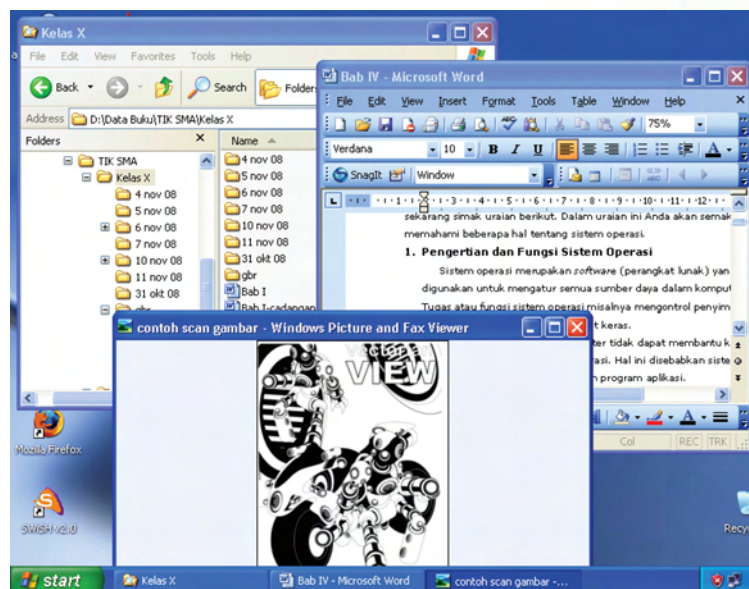 Kelas X
File Edit View Favorites Tools Help
Back Search Folders
Address D:\Data Buku\TIK SMA\Kelas X
Folders
TIK SMA
Kelas X
4 nov 08
5 nov 08
6 nov 08
7 nov 08
10 nov 08
11 nov 08
31 okt 08
gbr
Name
4 nov 08
5 nov 08
6 nov 08
7 nov 08
10 nov 08
11 nov 08
31 okt 08
gbr
Bab I
Bab I-cadangan
Bab IV - Microsoft Word
File Edit View Insert Format Tools Table Window Help
75%
Verdana 10 B I U A
SnagIt Window
sekarang simak uraian berikut. Dalam uraian ini Anda akan semak
memahami beberapa hal tentang sistem operasi.
1. Pengertian dan Fungsi Sistem Operasi
Sistem operasi merupakan software (perangkat lunak) yan
digunakan untuk mengatur semua sumber daya dalam komput
Tugas atau fungsi sistem operasi misalnya mengontrol penyim
t keras.
ter tidak dapat membantu k
asi. Hal ini disebabkan siste
program aplikasi.
Col REC TRK
contoh scan gambar - Windows Picture and Fax Viewer
VIEW
Mozilla Firefox
SWiSH v2.0
Recy
start Kelas X Bab IV - Microsoft Word contoh scan gambar -...